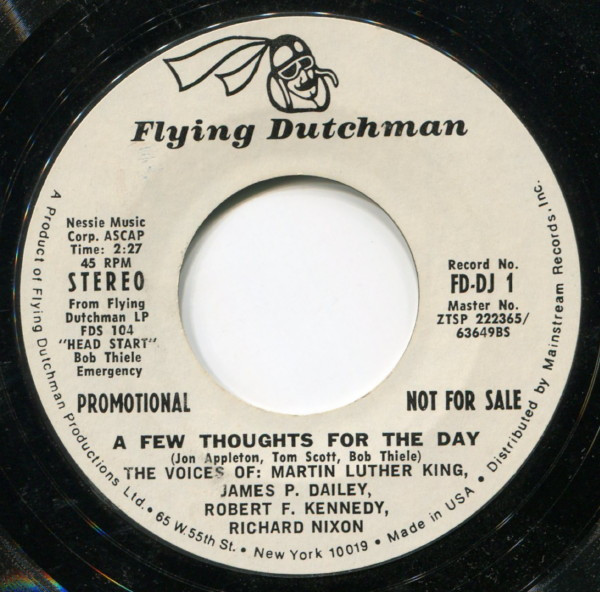 Flying Dutchman
Nessie Music
Corp. ASCAP
Time: 2:27
45 RPM
STEREO
From Flying
Dutchman LP
FDS 104
"HEAD START"
Bob Thiele
Emergency
Record No.
FD-DJ 1
Master No.
ZTSP 222365/
63649BS
PROMOTIONAL
NOT FOR SALE
A FEW THOUGHTS FOR THE DAY
(Jon Appleton, Tom Scott, Bob Thiele)
THE VOICES OF: MARTIN LUTHER KING,
JAMES P. DAILEY,
ROBERT F. KENNEDY,
RICHARD NIXON
A Product of Flying Dutchman Productions Ltd. • 65 W. 55th St. • New York 10019 • Made in USA • Distributed by Mainstream Records, Inc.